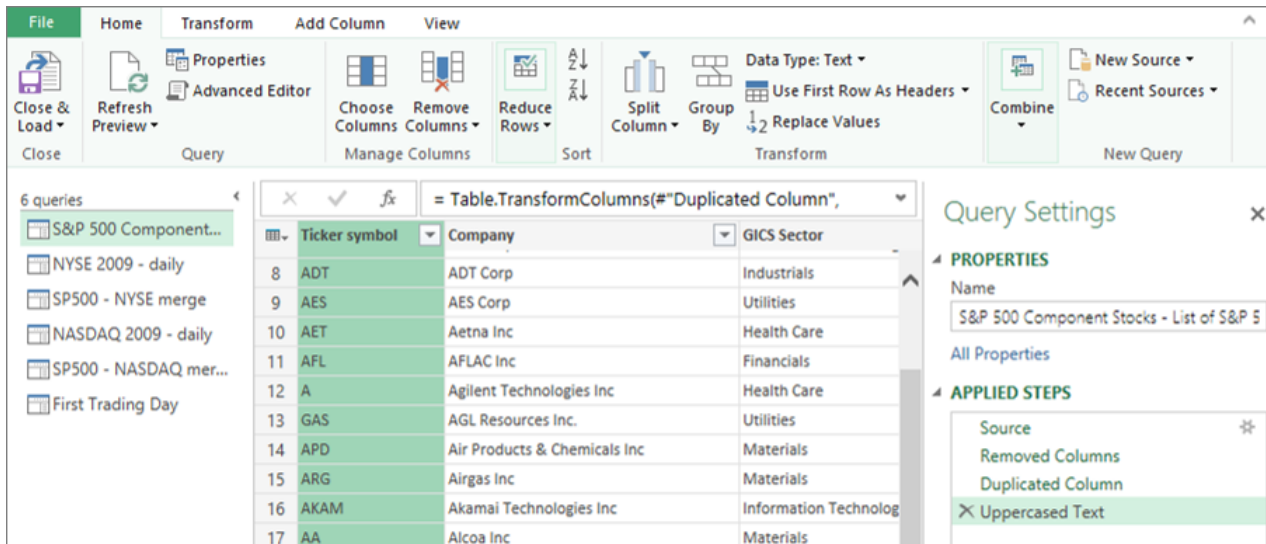 File Home Transform Add Column View
Properties
Advanced Editor
Close & Load
Refresh Preview
Choose Columns
Remove Columns
Reduce Rows
Split Column
Group By
Data Type: Text
Use First Row As Headers
Replace Values
Combine
New Source
Recent Sources
Close Query Manage Columns Sort Transform New Query
6 queries
S&P 500 Component...
NYSE 2009 - daily
SP500 - NYSE merge
NASDAQ 2009 - daily
SP500 - NASDAQ mer...
First Trading Day
fx = Table.TransformColumns(#"Duplicated Column",
Ticker symbol Company GICS Sector
8 ADT ADT Corp Industrials
9 AES AES Corp Utilities
10 AET Aetna Inc Health Care
11 AFL AFLAC Inc Financials
12 A Agilent Technologies Inc Health Care
13 GAS AGL Resources Inc. Utilities
14 APD Air Products & Chemicals Inc Materials
15 ARG Airgas Inc Materials
16 AKAM Akamai Technologies Inc Information Technolog
17 AA Alcoa Inc Materials
Query Settings
PROPERTIES
Name
S&P 500 Component Stocks - List of S&P 5
All Properties
APPLIED STEPS
Source
Removed Columns
Duplicated Column
Uppercased Text